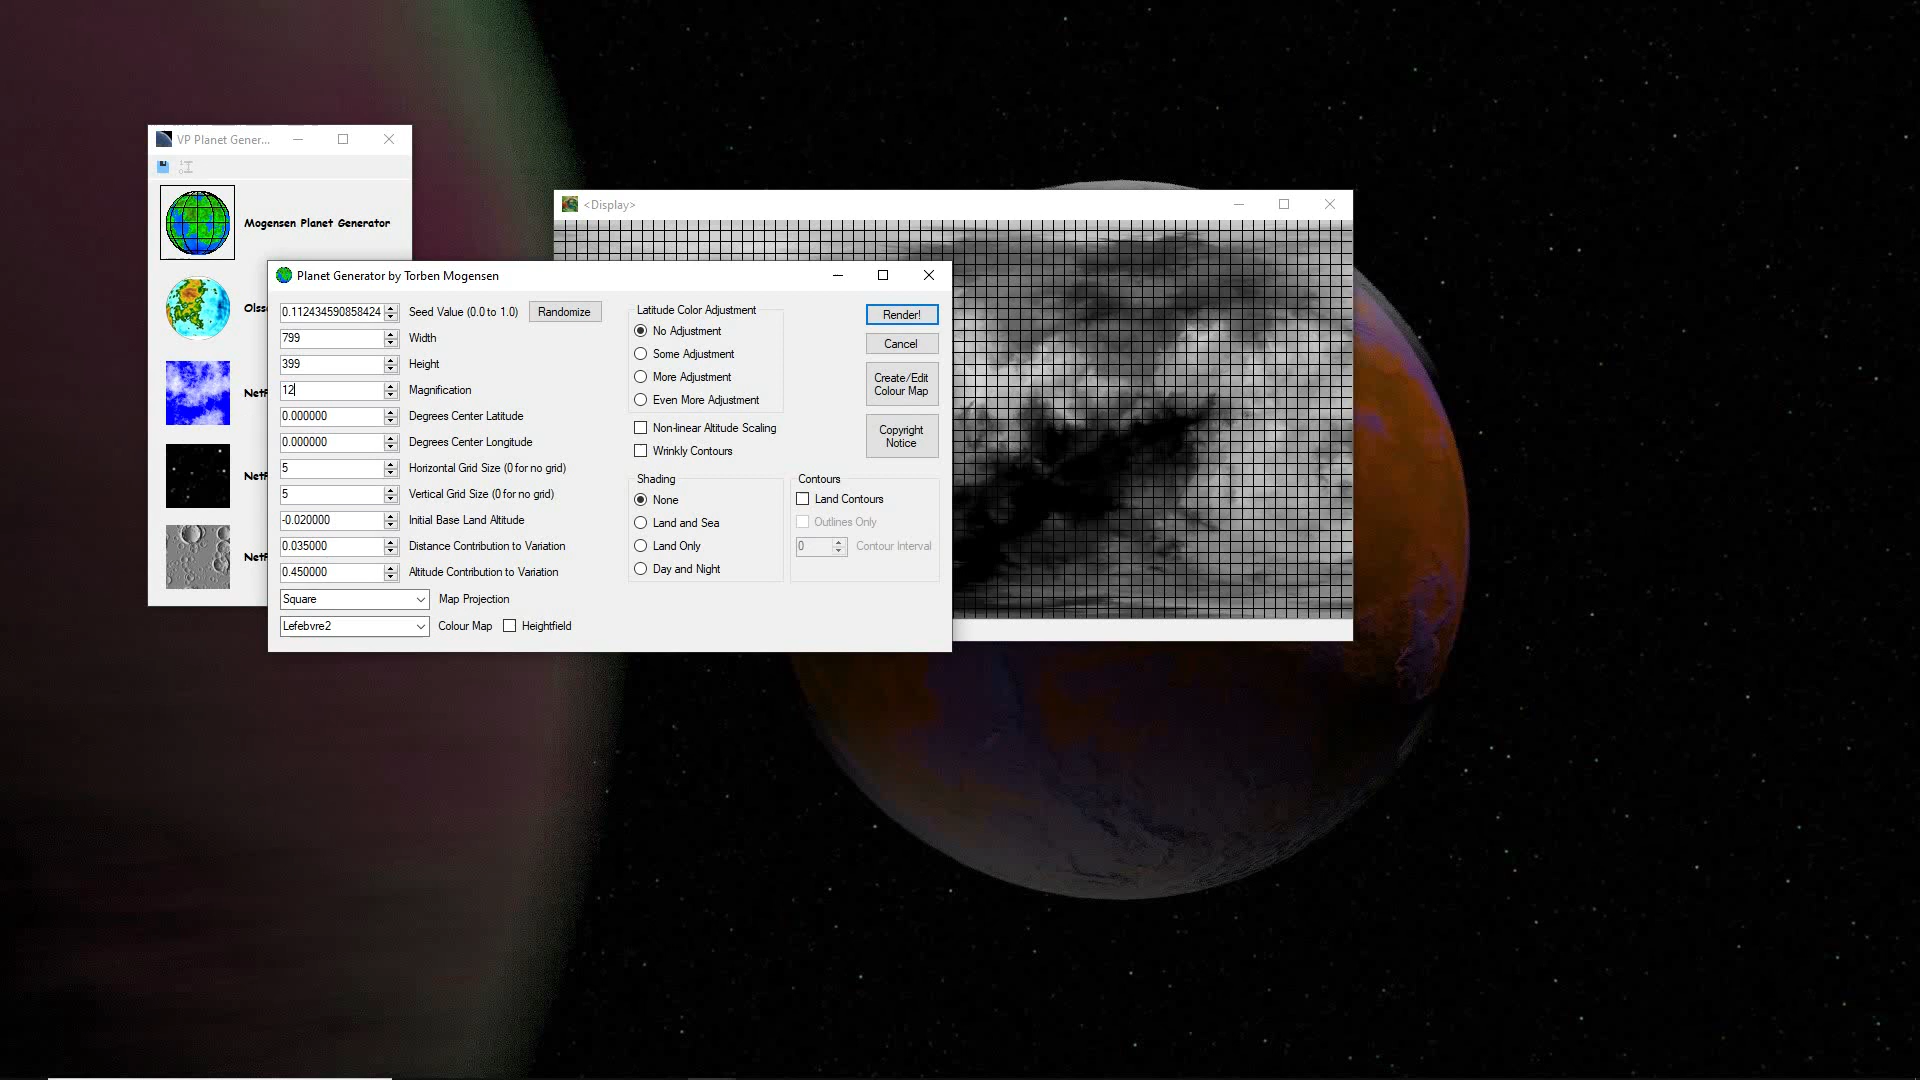 VP Planet Gener...
Mogensen Planet Generator
Olss
Netf
Netf
Netf
<Display>
Planet Generator by Torben Mogensen
0.112434590858424 Seed Value (0.0 to 1.0) Randomize
799 Width
399 Height
12 Magnification
0.000000 Degrees Center Latitude
0.000000 Degrees Center Longitude
5 Horizontal Grid Size (0 for no grid)
5 Vertical Grid Size (0 for no grid)
-0.020000 Initial Base Land Altitude
0.035000 Distance Contribution to Variation
0.450000 Altitude Contribution to Variation
Square Map Projection
Lefebvre2 Colour Map Heightfield
Latitude Color Adjustment
No Adjustment
Some Adjustment
More Adjustment
Even More Adjustment
Non-linear Altitude Scaling
Wrinkly Contours
Shading
None
Land and Sea
Land Only
Day and Night
Contours
Land Contours
Outlines Only
0 Contour Interval
Render!
Cancel
Create/Edit
Colour Map
Copyright
Notice